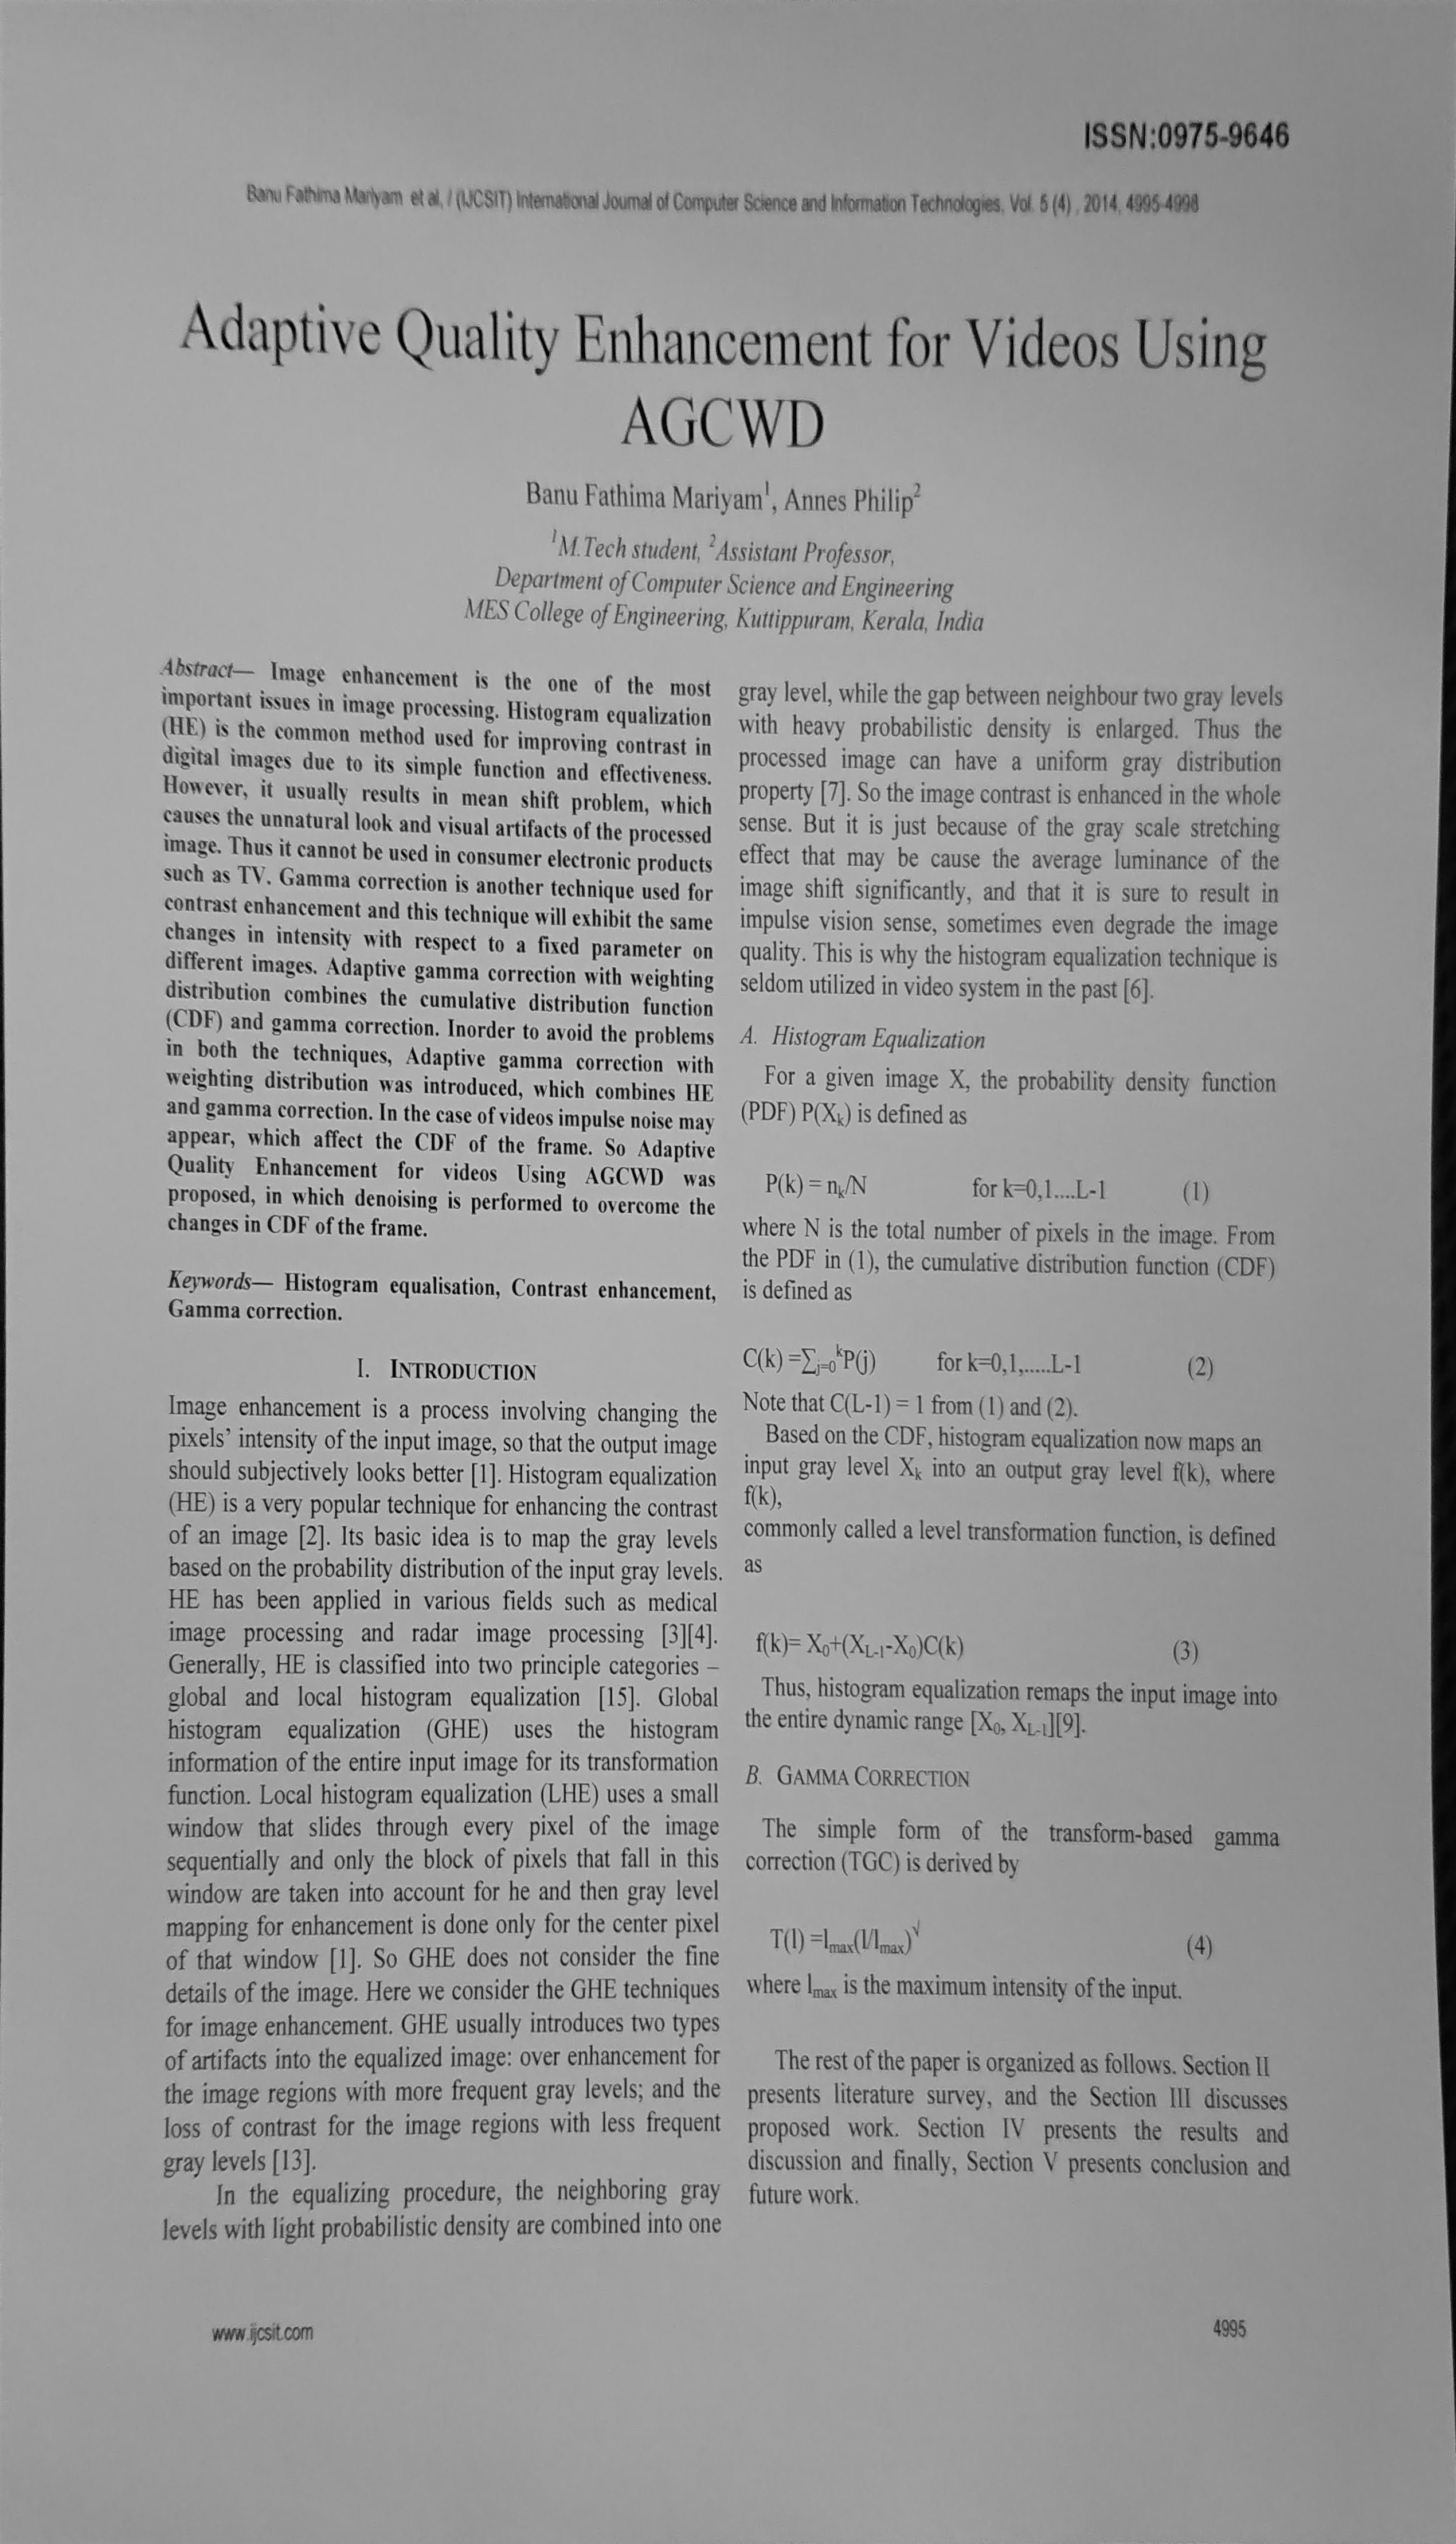 ISSN:0975-9646
Banu Fathima Mariyam et al, / (IJCSIT) International Journal of Computer Science and Information Technologies, Vol. 5 (4) , 2014, 4995-4998
Adaptive Quality Enhancement for Videos Using
AGCWD
Banu Fathima Mariyam¹, Annes Philip²
¹M.Tech student, ²Assistant Professor,
Department of Computer Science and Engineering
MES College of Engineering, Kuttippuram, Kerala, India
Abstract— Image enhancement is the one of the most
important issues in image processing. Histogram equalization
(HE) is the common method used for improving contrast in
digital images due to its simple function and effectiveness.
However, it usually results in mean shift problem, which
causes the unnatural look and visual artifacts of the processed
image. Thus it cannot be used in consumer electronic products
such as TV. Gamma correction is another technique used for
contrast enhancement and this technique will exhibit the same
changes in intensity with respect to a fixed parameter on
different images. Adaptive gamma correction with weighting
distribution combines the cumulative distribution function
(CDF) and gamma correction. Inorder to avoid the problems
in both the techniques, Adaptive gamma correction with
weighting distribution was introduced, which combines HE
and gamma correction. In the case of videos impulse noise may
appear, which affect the CDF of the frame. So Adaptive
Quality Enhancement for videos Using AGCWD was
proposed, in which denoising is performed to overcome the
changes in CDF of the frame.
Keywords— Histogram equalisation, Contrast enhancement,
Gamma correction.
I. INTRODUCTION
Image enhancement is a process involving changing the
pixels' intensity of the input image, so that the output image
should subjectively looks better [1]. Histogram equalization
(HE) is a very popular technique for enhancing the contrast
of an image [2]. Its basic idea is to map the gray levels
based on the probability distribution of the input gray levels.
HE has been applied in various fields such as medical
image processing and radar image processing [3][4].
Generally, HE is classified into two principle categories –
global and local histogram equalization [15]. Global
histogram equalization (GHE) uses the histogram
information of the entire input image for its transformation
function. Local histogram equalization (LHE) uses a small
window that slides through every pixel of the image
sequentially and only the block of pixels that fall in this
window are taken into account for he and then gray level
mapping for enhancement is done only for the center pixel
of that window [1]. So GHE does not consider the fine
details of the image. Here we consider the GHE techniques
for image enhancement. GHE usually introduces two types
of artifacts into the equalized image: over enhancement for
the image regions with more frequent gray levels; and the
loss of contrast for the image regions with less frequent
gray levels [13].
In the equalizing procedure, the neighboring gray
levels with light probabilistic density are combined into one
gray level, while the gap between neighbour two gray levels
with heavy probabilistic density is enlarged. Thus the
processed image can have a uniform gray distribution
property [7]. So the image contrast is enhanced in the whole
sense. But it is just because of the gray scale stretching
effect that may be cause the average luminance of the
image shift significantly, and that it is sure to result in
impulse vision sense, sometimes even degrade the image
quality. This is why the histogram equalization technique is
seldom utilized in video system in the past [6].
A. Histogram Equalization
For a given image X, the probability density function
(PDF) P(Xₖ) is defined as
P(k) = nₖ/N for k=0,1....L-1 (1)
where N is the total number of pixels in the image. From
the PDF in (1), the cumulative distribution function (CDF)
is defined as
C(k) =∑ⱼ₌₀ᵏP(j) for k=0,1,.....L-1 (2)
Note that C(L-1) = 1 from (1) and (2).
Based on the CDF, histogram equalization now maps an
input gray level Xₖ into an output gray level f(k), where
f(k),
commonly called a level transformation function, is defined
as
f(k)= X₀+(X_L-1-X₀)C(k) (3)
Thus, histogram equalization remaps the input image into
the entire dynamic range [X₀, X_L-1][9].
B. GAMMA CORRECTION
The simple form of the transform-based gamma
correction (TGC) is derived by
T(l) =lₘₐₓ(l/lₘₐₓ)^√ (4)
where lₘₐₓ is the maximum intensity of the input.
The rest of the paper is organized as follows. Section II
presents literature survey, and the Section III discusses
proposed work. Section IV presents the results and
discussion and finally, Section V presents conclusion and
future work.
www.ijcsit.com
4995